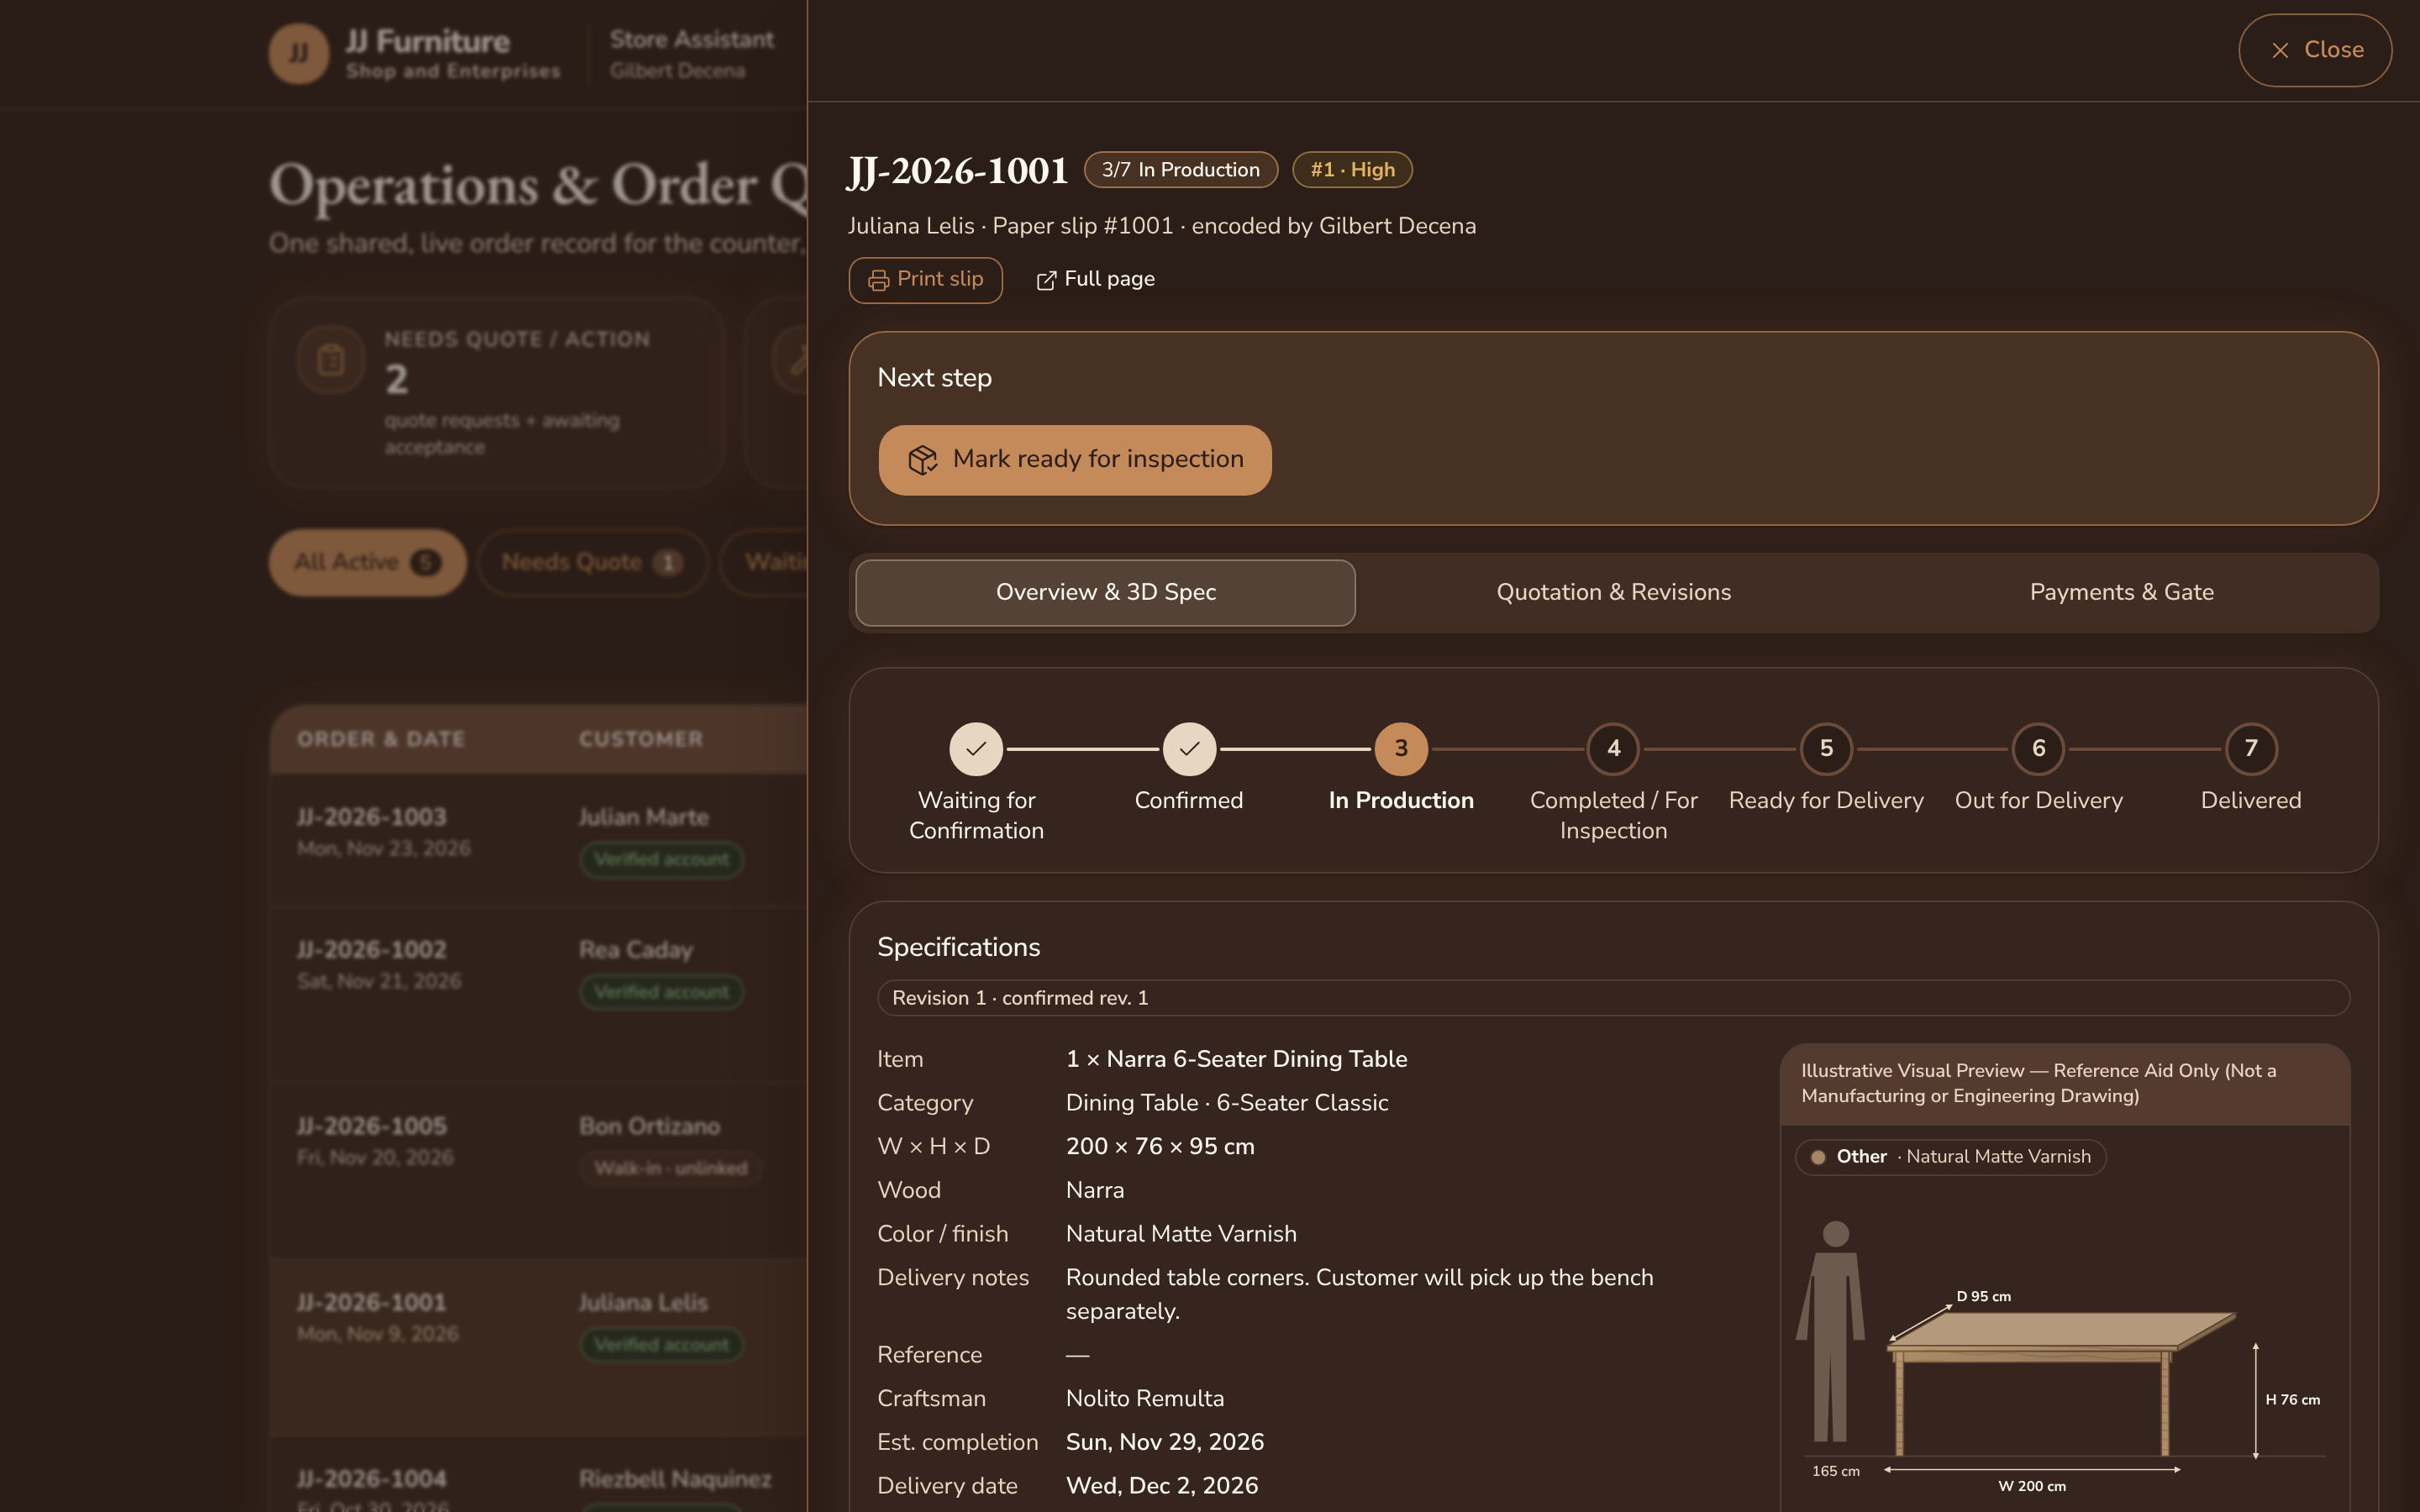 JJ
JJ Furniture
Shop and Enterprises
Store Assistant
Gilbert Decena
Close
Operations & Order Q
One shared, live order record for the counter,
NEEDS QUOTE / ACTION
2
quote requests + awaiting
acceptance
All Active 5
Needs Quote 1
Waitin
ORDER & DATE
CUSTOMER
JJ-2026-1003
Mon, Nov 23, 2026
Julian Marte
Verified account
JJ-2026-1002
Sat, Nov 21, 2026
Rea Caday
Verified account
JJ-2026-1005
Fri, Nov 20, 2026
Bon Ortizano
Walk-in · unlinked
JJ-2026-1001
Mon, Nov 9, 2026
Juliana Lelis
Verified account
JJ-2026-1004
Fri, Oct 30, 2026
Riezbell Naquinez
JJ-2026-1001
3/7 In Production
#1 · High
Juliana Lelis · Paper slip #1001 · encoded by Gilbert Decena
Print slip
Full page
Next step
Mark ready for inspection
Overview & 3D Spec
Quotation & Revisions
Payments & Gate
3
4
5
6
7
Waiting for
Confirmation
Confirmed
In Production
Completed / For
Inspection
Ready for Delivery
Out for Delivery
Delivered
Specifications
Revision 1 · confirmed rev. 1
Item 1 × Narra 6-Seater Dining Table
Category Dining Table · 6-Seater Classic
W × H × D 200 × 76 × 95 cm
Wood Narra
Color / finish Natural Matte Varnish
Delivery notes Rounded table corners. Customer will pick up the bench
separately.
Reference —
Craftsman Nolito Remulta
Est. completion Sun, Nov 29, 2026
Delivery date Wed, Dec 2, 2026
Illustrative Visual Preview — Reference Aid Only (Not a
Manufacturing or Engineering Drawing)
Other · Natural Matte Varnish
D 95 cm
H 76 cm
165 cm
W 200 cm